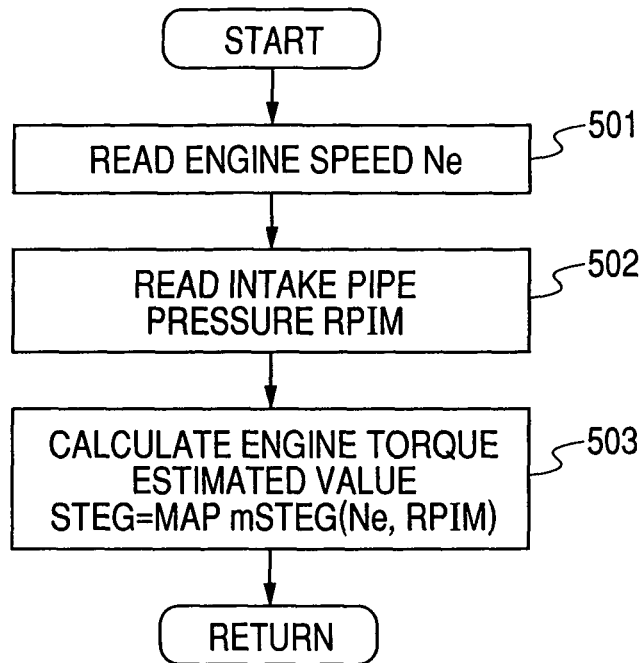 START
READ ENGINE SPEED Ne
501
READ INTAKE PIPE
PRESSURE RPIM
502
CALCULATE ENGINE TORQUE
ESTIMATED VALUE
STEG=MAP mSTEG(Ne, RPIM)
503
RETURN